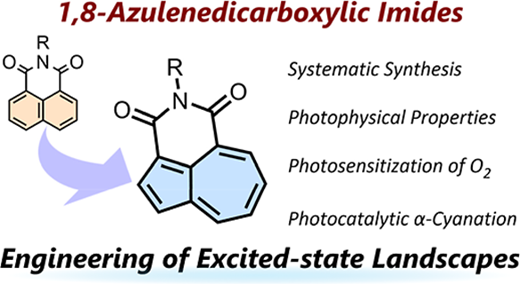 1,8-Azulenedicarboxylic Imides
R
O N O
R
O N O
Systematic Synthesis
Photophysical Properties
Photosensitization of O2
Photocatalytic α-Cyanation
Engineering of Excited-state Landscapes